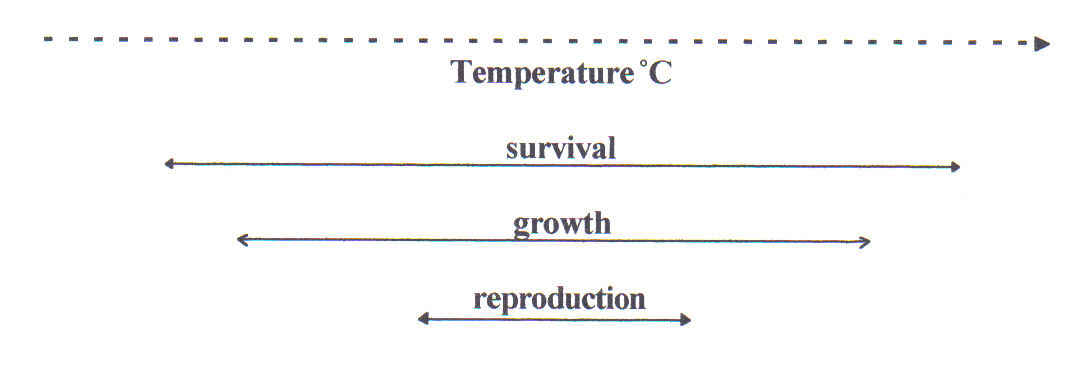 Temperature °C
survival
growth
reproduction